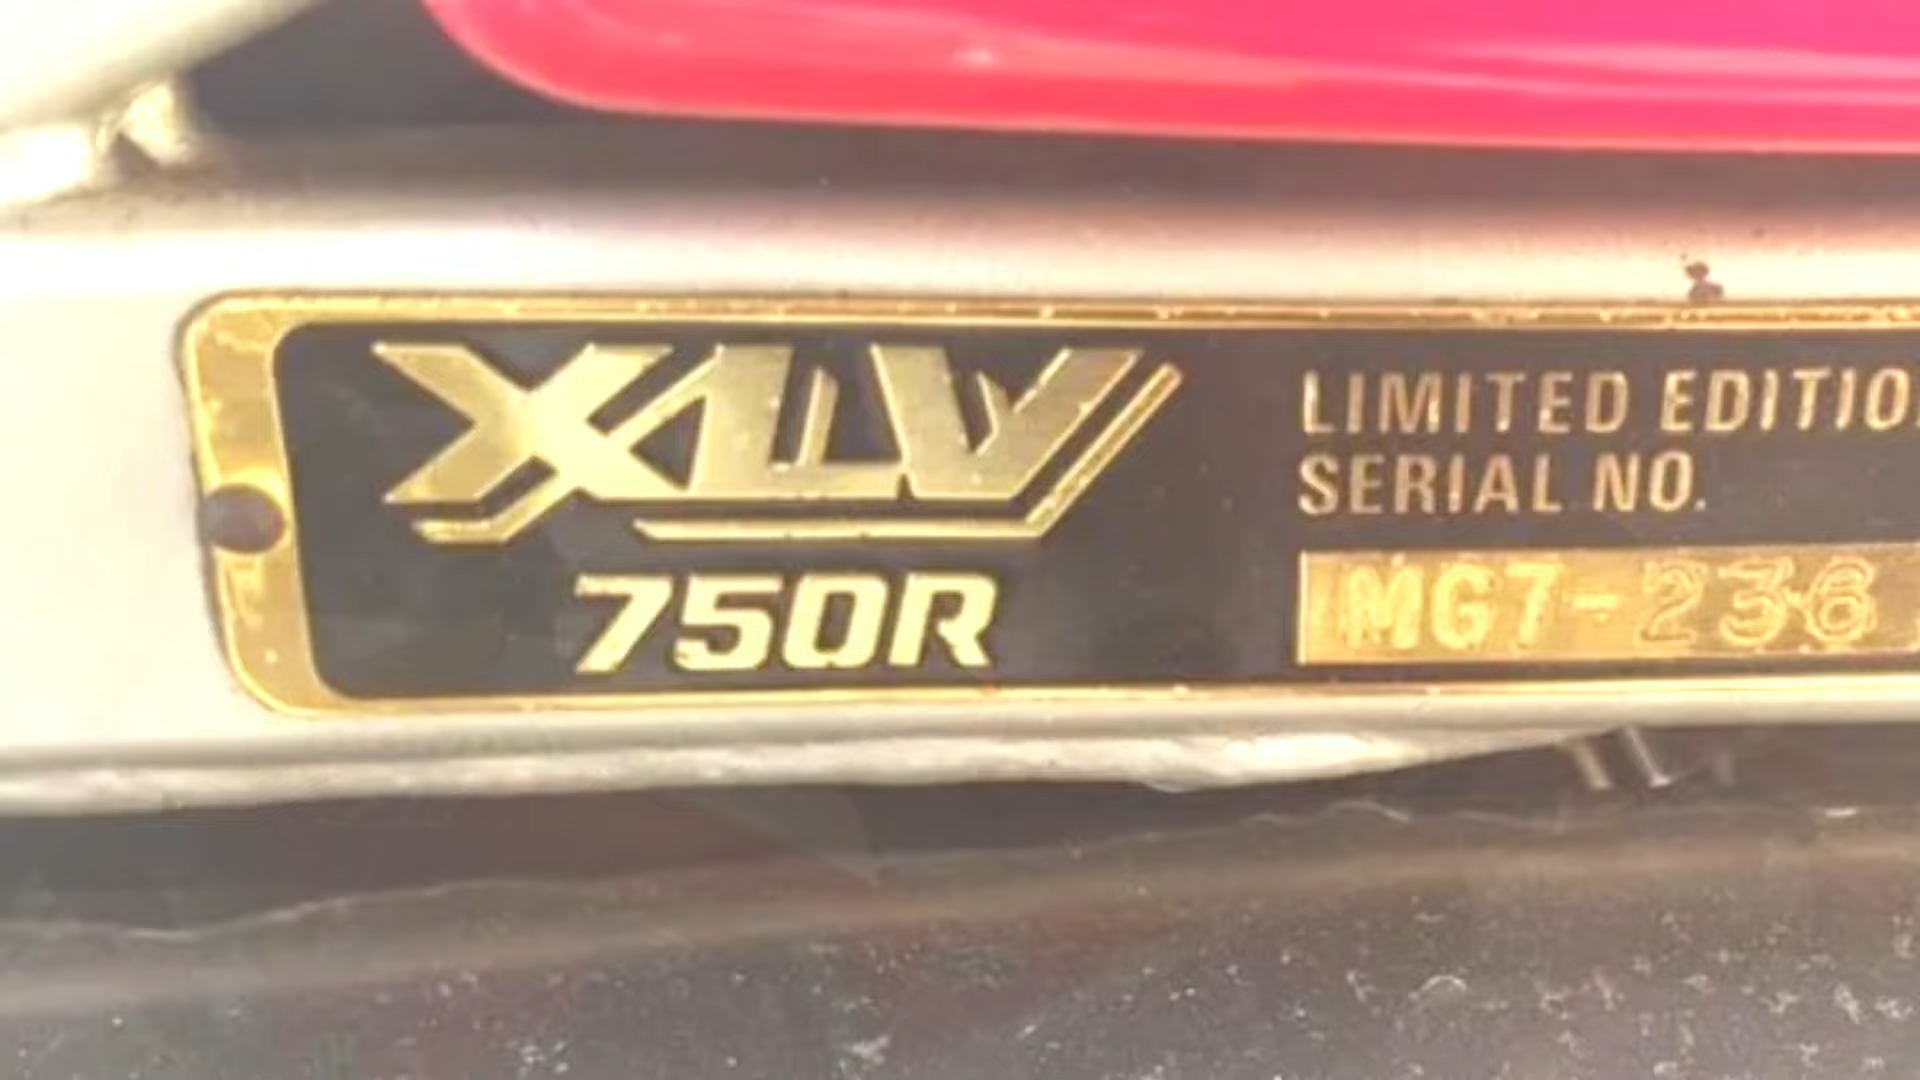 XLV
750R
LIMITED EDITIO
SERIAL NO.
MG7-236